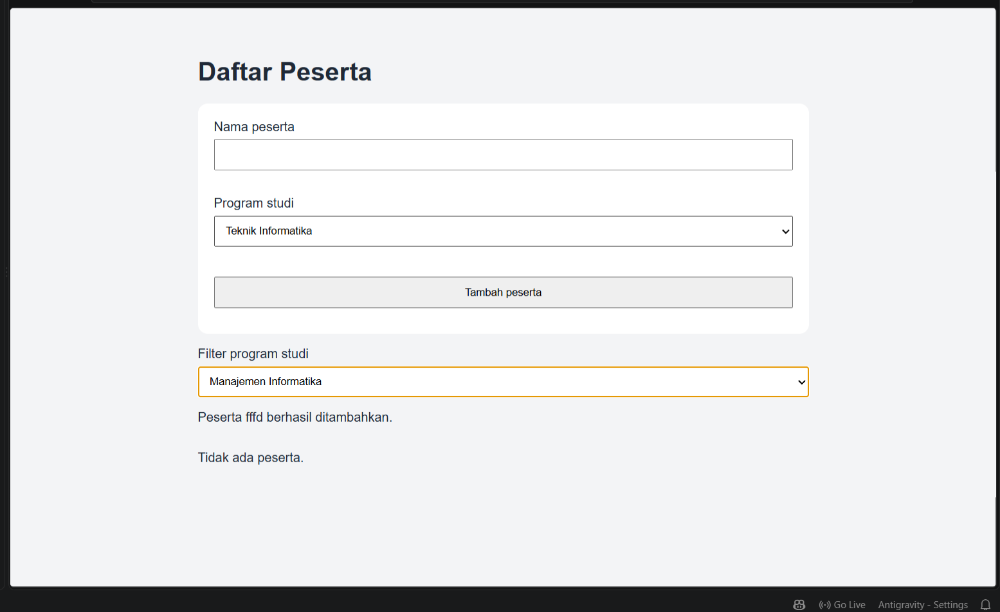 Daftar Peserta
Nama peserta
Program studi
Teknik Informatika
Tambah peserta
Filter program studi
Manajemen Informatika
Peserta fffd berhasil ditambahkan.
Tidak ada peserta.
Go Live Antigravity - Settings